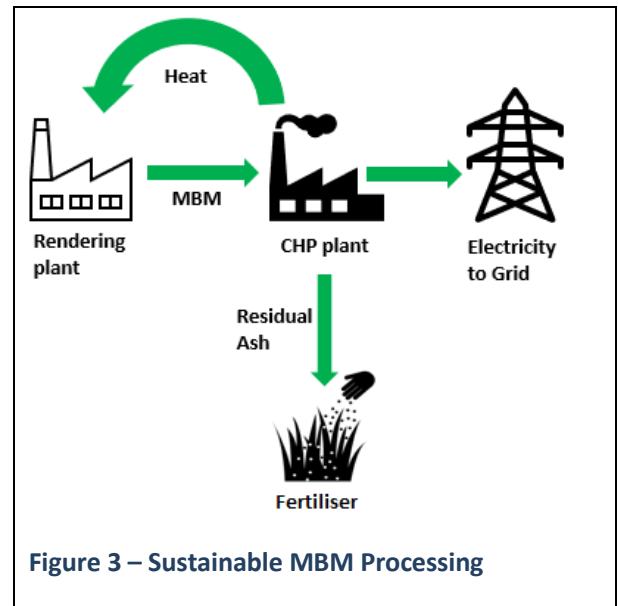 Heat
MBM
Rendering
plant
CHP plant
Electricity
to Grid
Residual
Ash
Fertiliser
Figure 3 – Sustainable MBM Processing